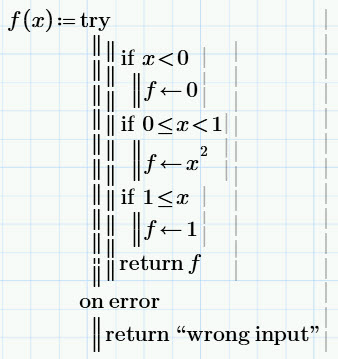 f(x):=try
if x<0
f←0
if 0≤x<1
f←x²
if 1≤x
f←1
return f
on error
return “wrong input”